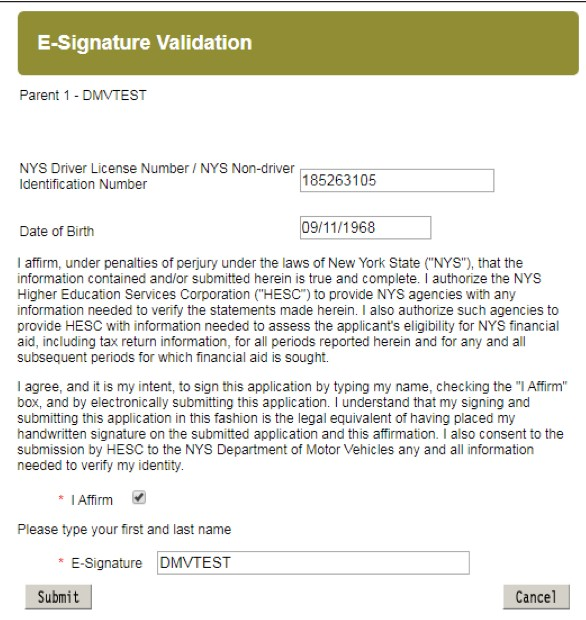 E-Signature Validation
Parent 1 - DMVTEST
NYS Driver License Number / NYS Non-driver
Identification Number
185263105
Date of Birth
09/11/1968
I affirm, under penalties of perjury under the laws of New York State ("NYS"), that the
information contained and/or submitted herein is true and complete. I authorize the NYS
Higher Education Services Corporation ("HESC") to provide NYS agencies with any
information needed to verify the statements made herein. I also authorize such agencies to
provide HESC with information needed to assess the applicant's eligibility for NYS financial
aid, including tax return information, for all periods reported herein and for any and all
subsequent periods for which financial aid is sought.
I agree, and it is my intent, to sign this application by typing my name, checking the "I Affirm"
box, and by electronically submitting this application. I understand that my signing and
submitting this application in this fashion is the legal equivalent of having placed my
handwritten signature on the submitted application and this affirmation. I also consent to the
submission by HESC to the NYS Department of Motor Vehicles any and all information
needed to verify my identity.
* I Affirm
Please type your first and last name
* E-Signature DMVTEST
Submit Cancel